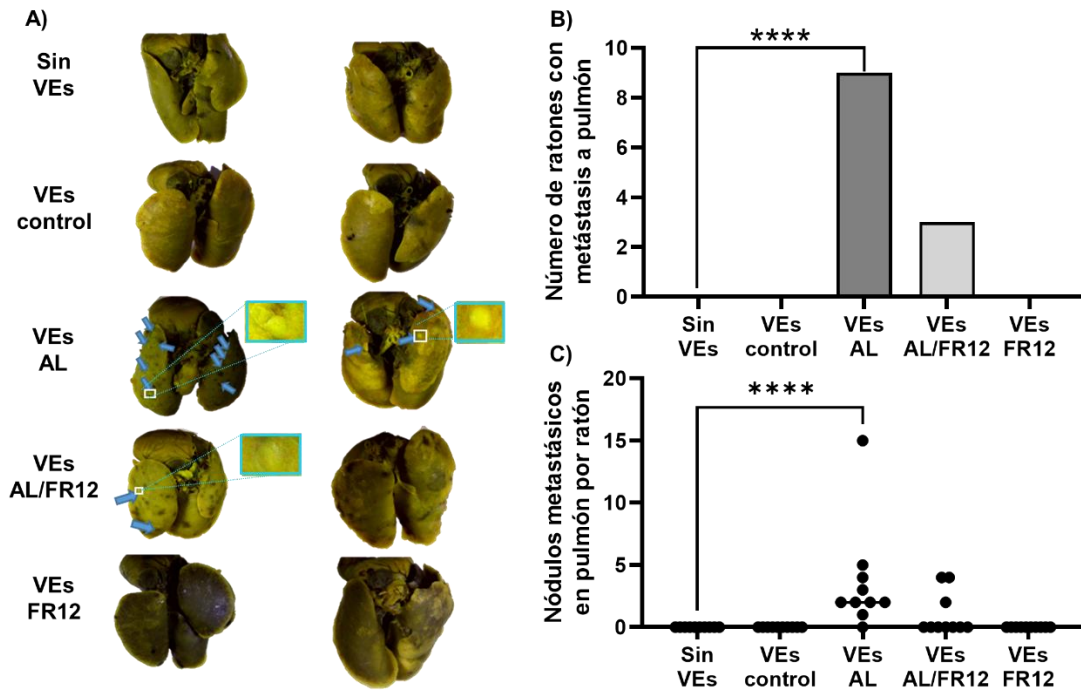 A)
Sin
VEs
VEs
control
VEs
AL
VEs
AL/FR12
VEs
FR12
B)
Número de ratones con
metástasis a pulmón
10
8
6
4
2
0
****
Sin
VEs
VEs
control
VEs
AL
VEs
AL/FR12
VEs
FR12
C)
Nódulos metastásicos
en pulmón por ratón
20
15
10
5
0
****
Sin
VEs
VEs
control
VEs
AL
VEs
AL/FR12
VEs
FR12